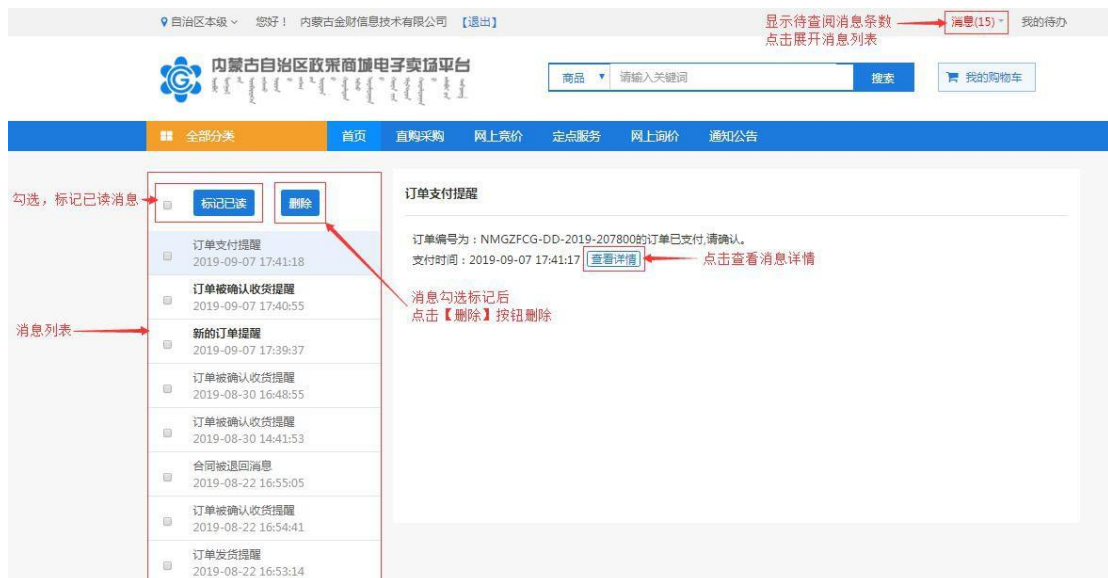 自治区本级 您好！ 内蒙古金财信息技术有限公司 【退出】
显示待查阅消息条数
点击展开消息列表
消息(15)
我的待办
内蒙古自治区政采商城电子卖场平台
商品
请输入关键词
搜索
我的购物车
全部分类
首页
直购采购
网上竞价
定点服务
网上询价
通知公告
勾选，标记已读消息
标记已读
删除
订单支付提醒
2019-09-07 17:41:18
订单被确认收货提醒
2019-09-07 17:40:55
消息列表
新的订单提醒
2019-09-07 17:39:37
订单被确认收货提醒
2019-08-30 16:48:55
订单被确认收货提醒
2019-08-30 14:41:53
合同被退回消息
2019-08-22 16:55:05
订单被确认收货提醒
2019-08-22 16:54:41
订单发货提醒
2019-08-22 16:53:14
订单支付提醒
订单编号为：NMGZFCG-DD-2019-207800的订单已支付,请确认。
支付时间：2019-09-07 17:41:17 查看详情
点击查看消息详情
消息勾选标记后
点击【删除】按钮删除